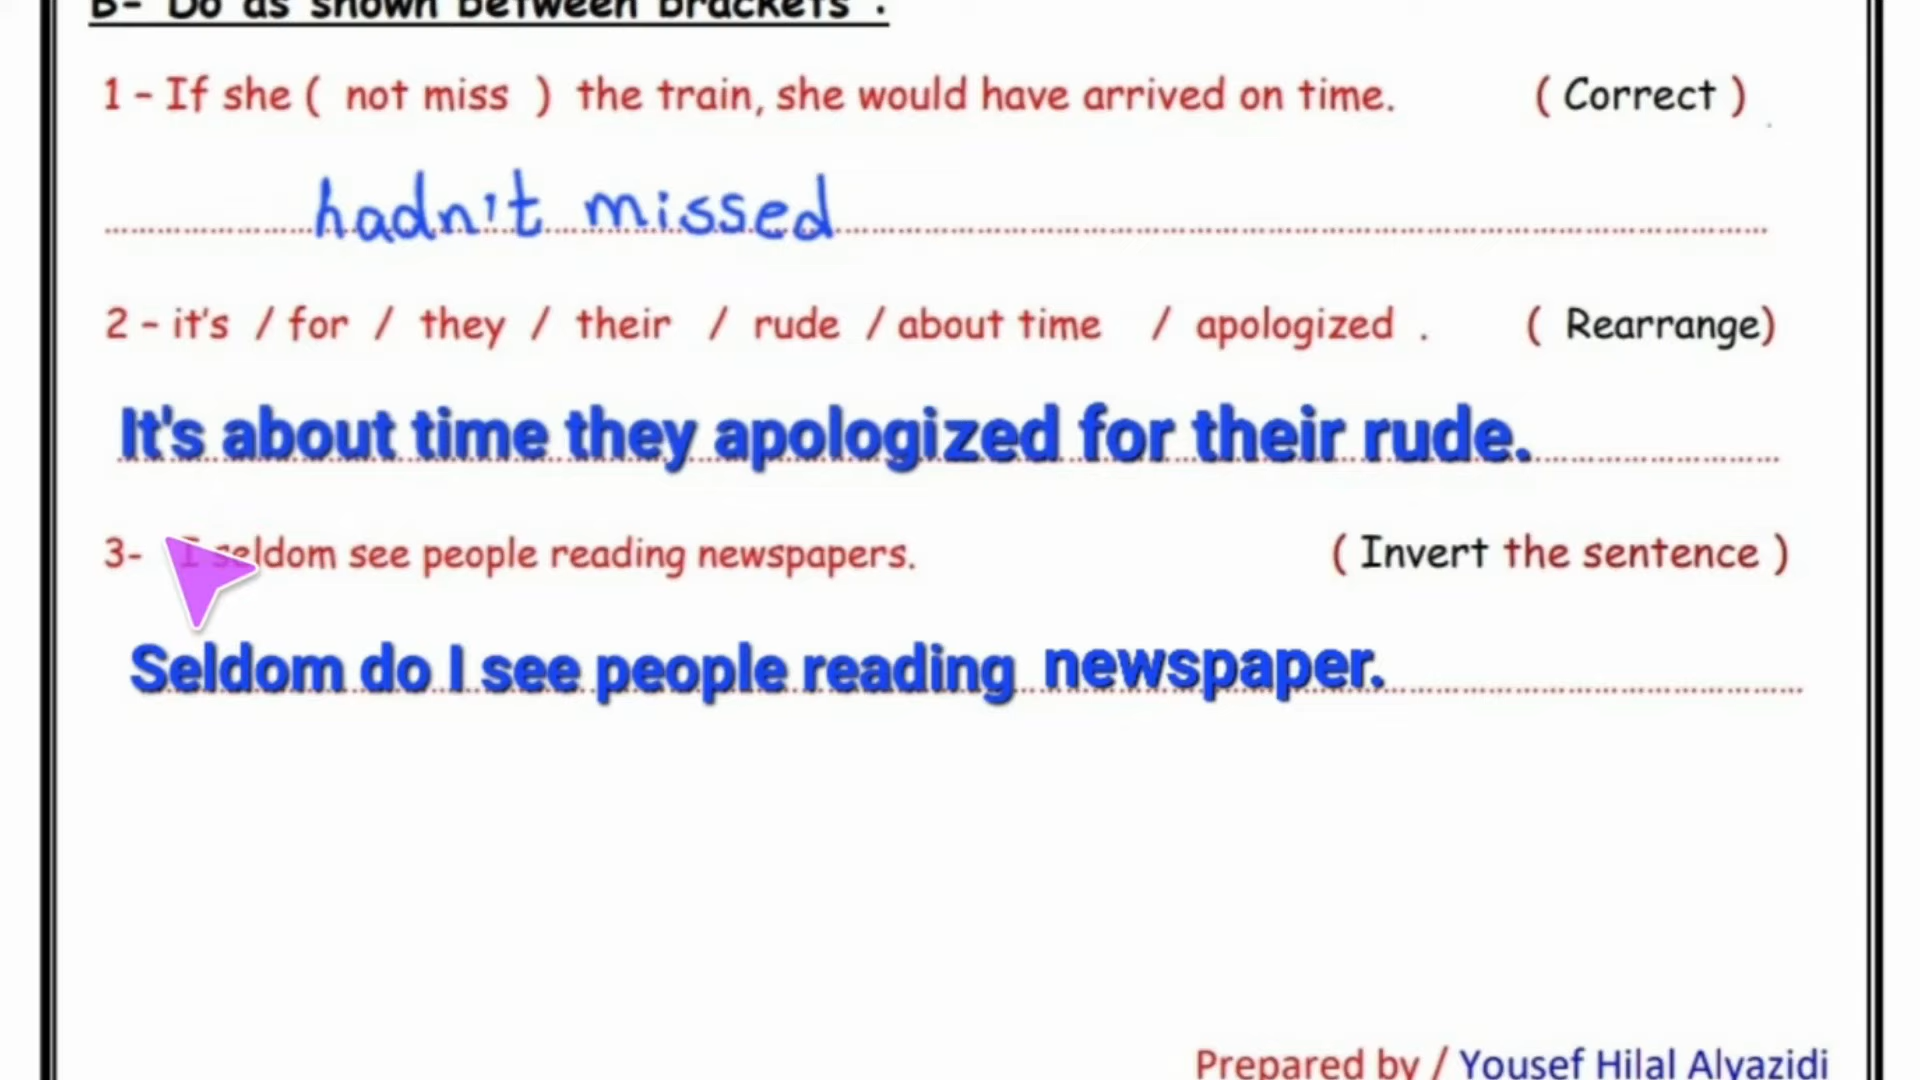 B- Do as shown between brackets :
1 - If she ( not miss ) the train, she would have arrived on time. ( Correct )
hadn't missed
2 - it's / for / they / their / rude / about time / apologized . ( Rearrange)
It's about time they apologized for their rude.
3- I seldom see people reading newspapers. ( Invert the sentence )
Seldom do I see people reading newspaper.
Prepared by / Yousef Hilal Alyazidi